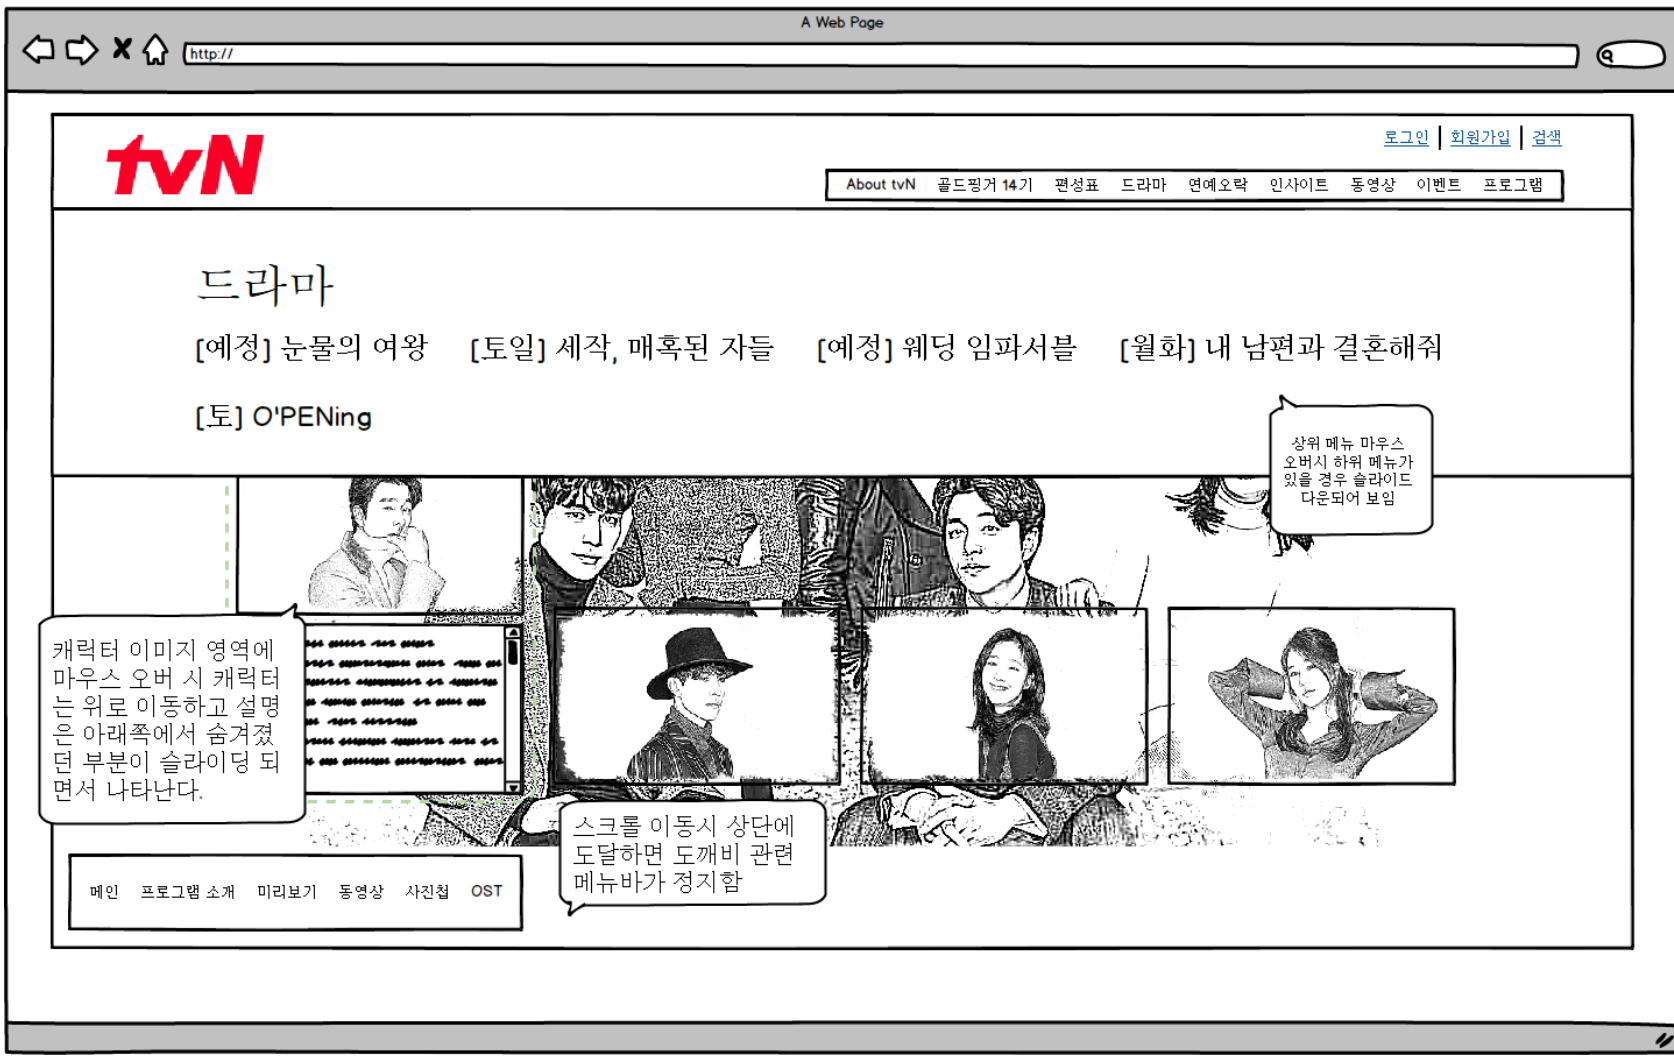 A Web Page
http://
tvN
로그인 | 회원가입 | 검색
About tvN 골드핑거 14기 편성표 드라마 연예오락 인사이트 동영상 이벤트 프로그램
드라마
[예정] 눈물의 여왕 [토일] 세작, 매혹된 자들 [예정] 웨딩 임파서블 [월화] 내 남편과 결혼해줘
[토] O'PENing
상위 메뉴 마우스
오버시 하위 메뉴가
있을 경우 슬라이드
다운되어 보임
캐릭터 이미지 영역에
마우스 오버 시 캐릭터
는 위로 이동하고 설명
은 아래쪽에서 숨겨졌
던 부분이 슬라이딩 되
면서 나타난다.
스크롤 이동시 상단에
도달하면 도깨비 관련
메뉴바가 정지함
메인 프로그램 소개 미리보기 동영상 사진첩 OST